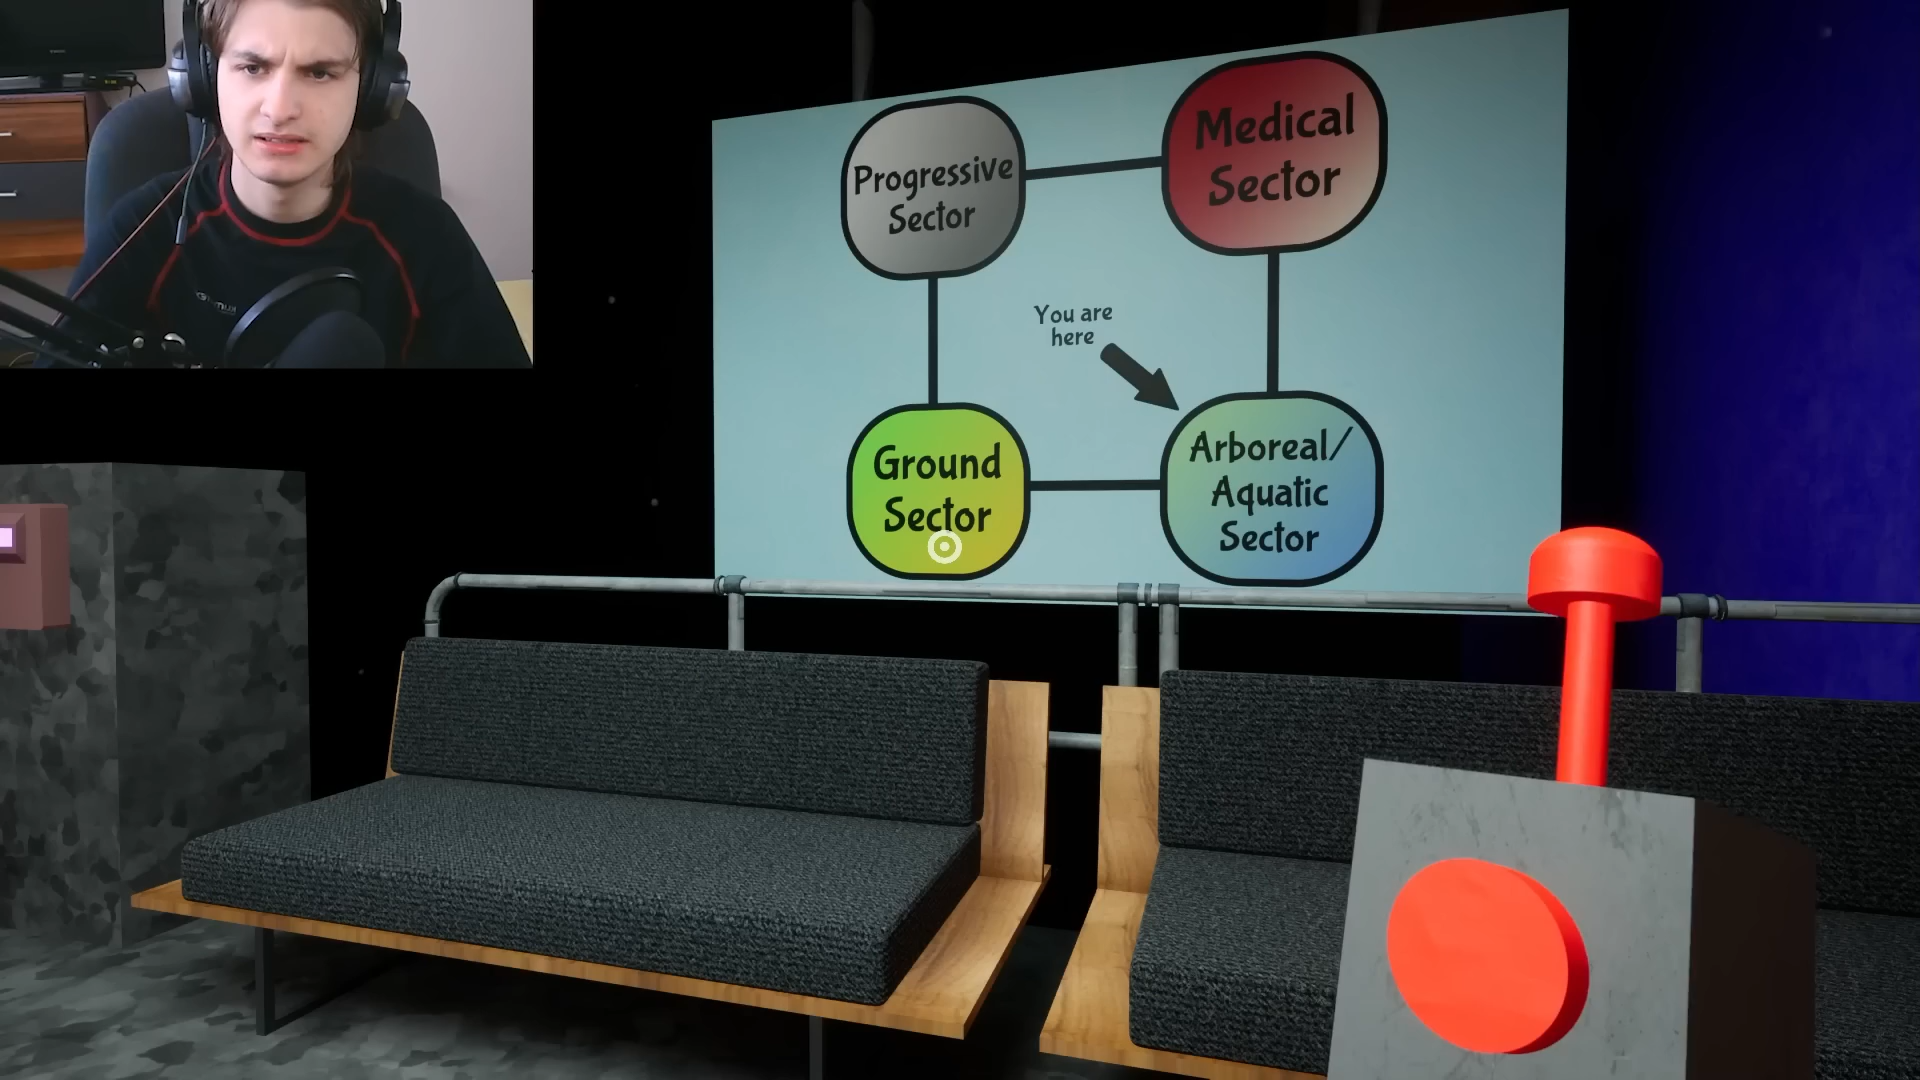 Progressive
Sector
Medical
Sector
You are
here
Ground
Sector
Arboreal/
Aquatic
Sector